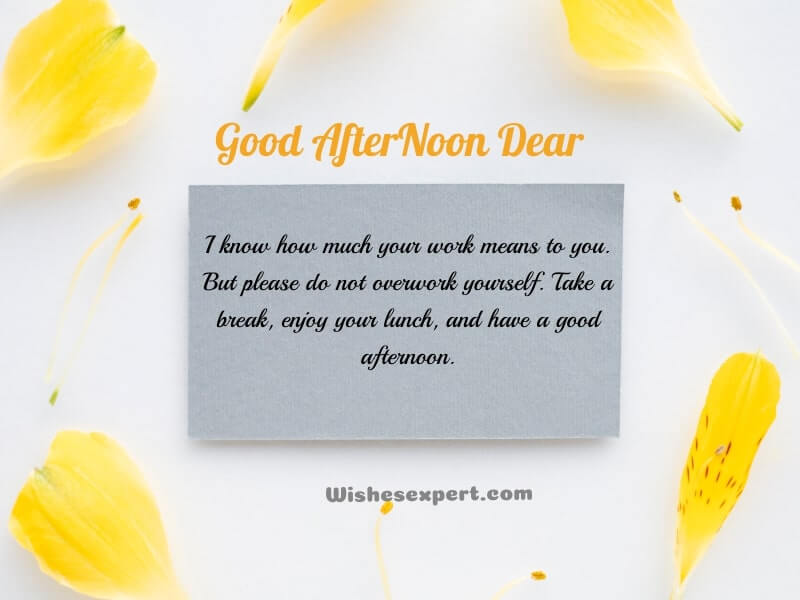 Good AfterNoon Dear
I know how much your work means to you.
But please do not overwork yourself. Take a
break, enjoy your lunch, and have a good
afternoon.
Wishesexpert.com